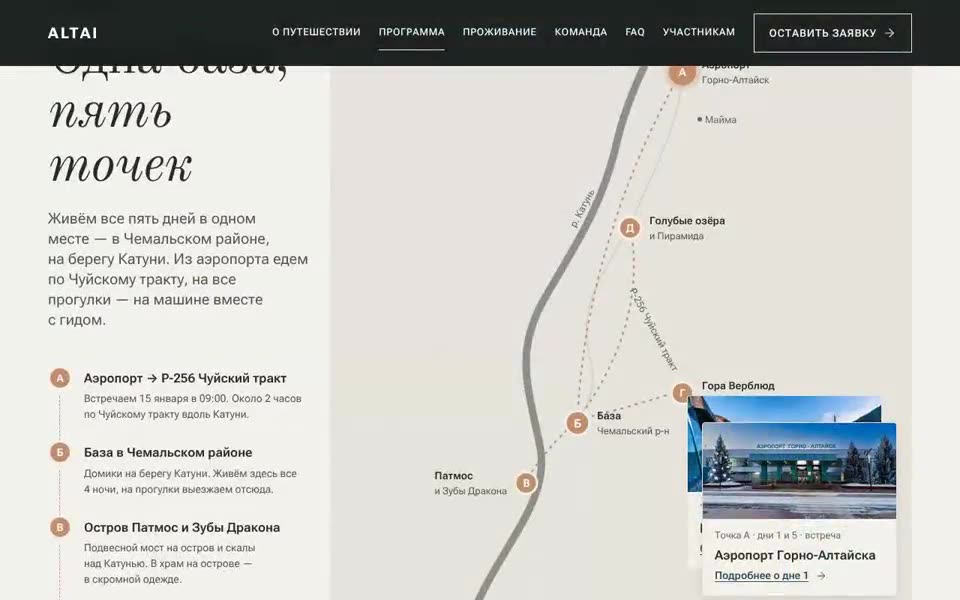 ALTAI
О ПУТЕШЕСТВИИ
ПРОГРАММА
ПРОЖИВАНИЕ
КОМАНДА
FAQ
УЧАСТНИКАМ
ОСТАВИТЬ ЗАЯВКУ →
Одна база,
пять
точек
Живём все пять дней в одном
месте — в Чемальском районе,
на берегу Катуни. Из аэропорта едем
по Чуйскому тракту, на все
прогулки — на машине вместе
с гидом.
А
Аэропорт → Р-256 Чуйский тракт
Встречаем 15 января в 09:00. Около 2 часов
по Чуйскому тракту вдоль Катуни.
Б
База в Чемальском районе
Домики на берегу Катуни. Живём здесь все
4 ночи, на прогулки выезжаем отсюда.
В
Остров Патмос и Зубы Дракона
Подвесной мост на остров и скалы
над Катунью. В храм на острове —
в скромной одежде.
А
Аэропорт
Горно-Алтайск
Майма
р. Катунь
Д
Голубые озёра
и Пирамида
Р-256 Чуйский тракт
Г
Гора Верблюд
Б
База
Чемальский р-н
Патмос
и Зубы Дракона
В
АЭРОПОРТ ГОРНО-АЛТАЙСК
Точка А · дни 1 и 5 · встреча
Аэропорт Горно-Алтайска
Подробнее о дне 1 →